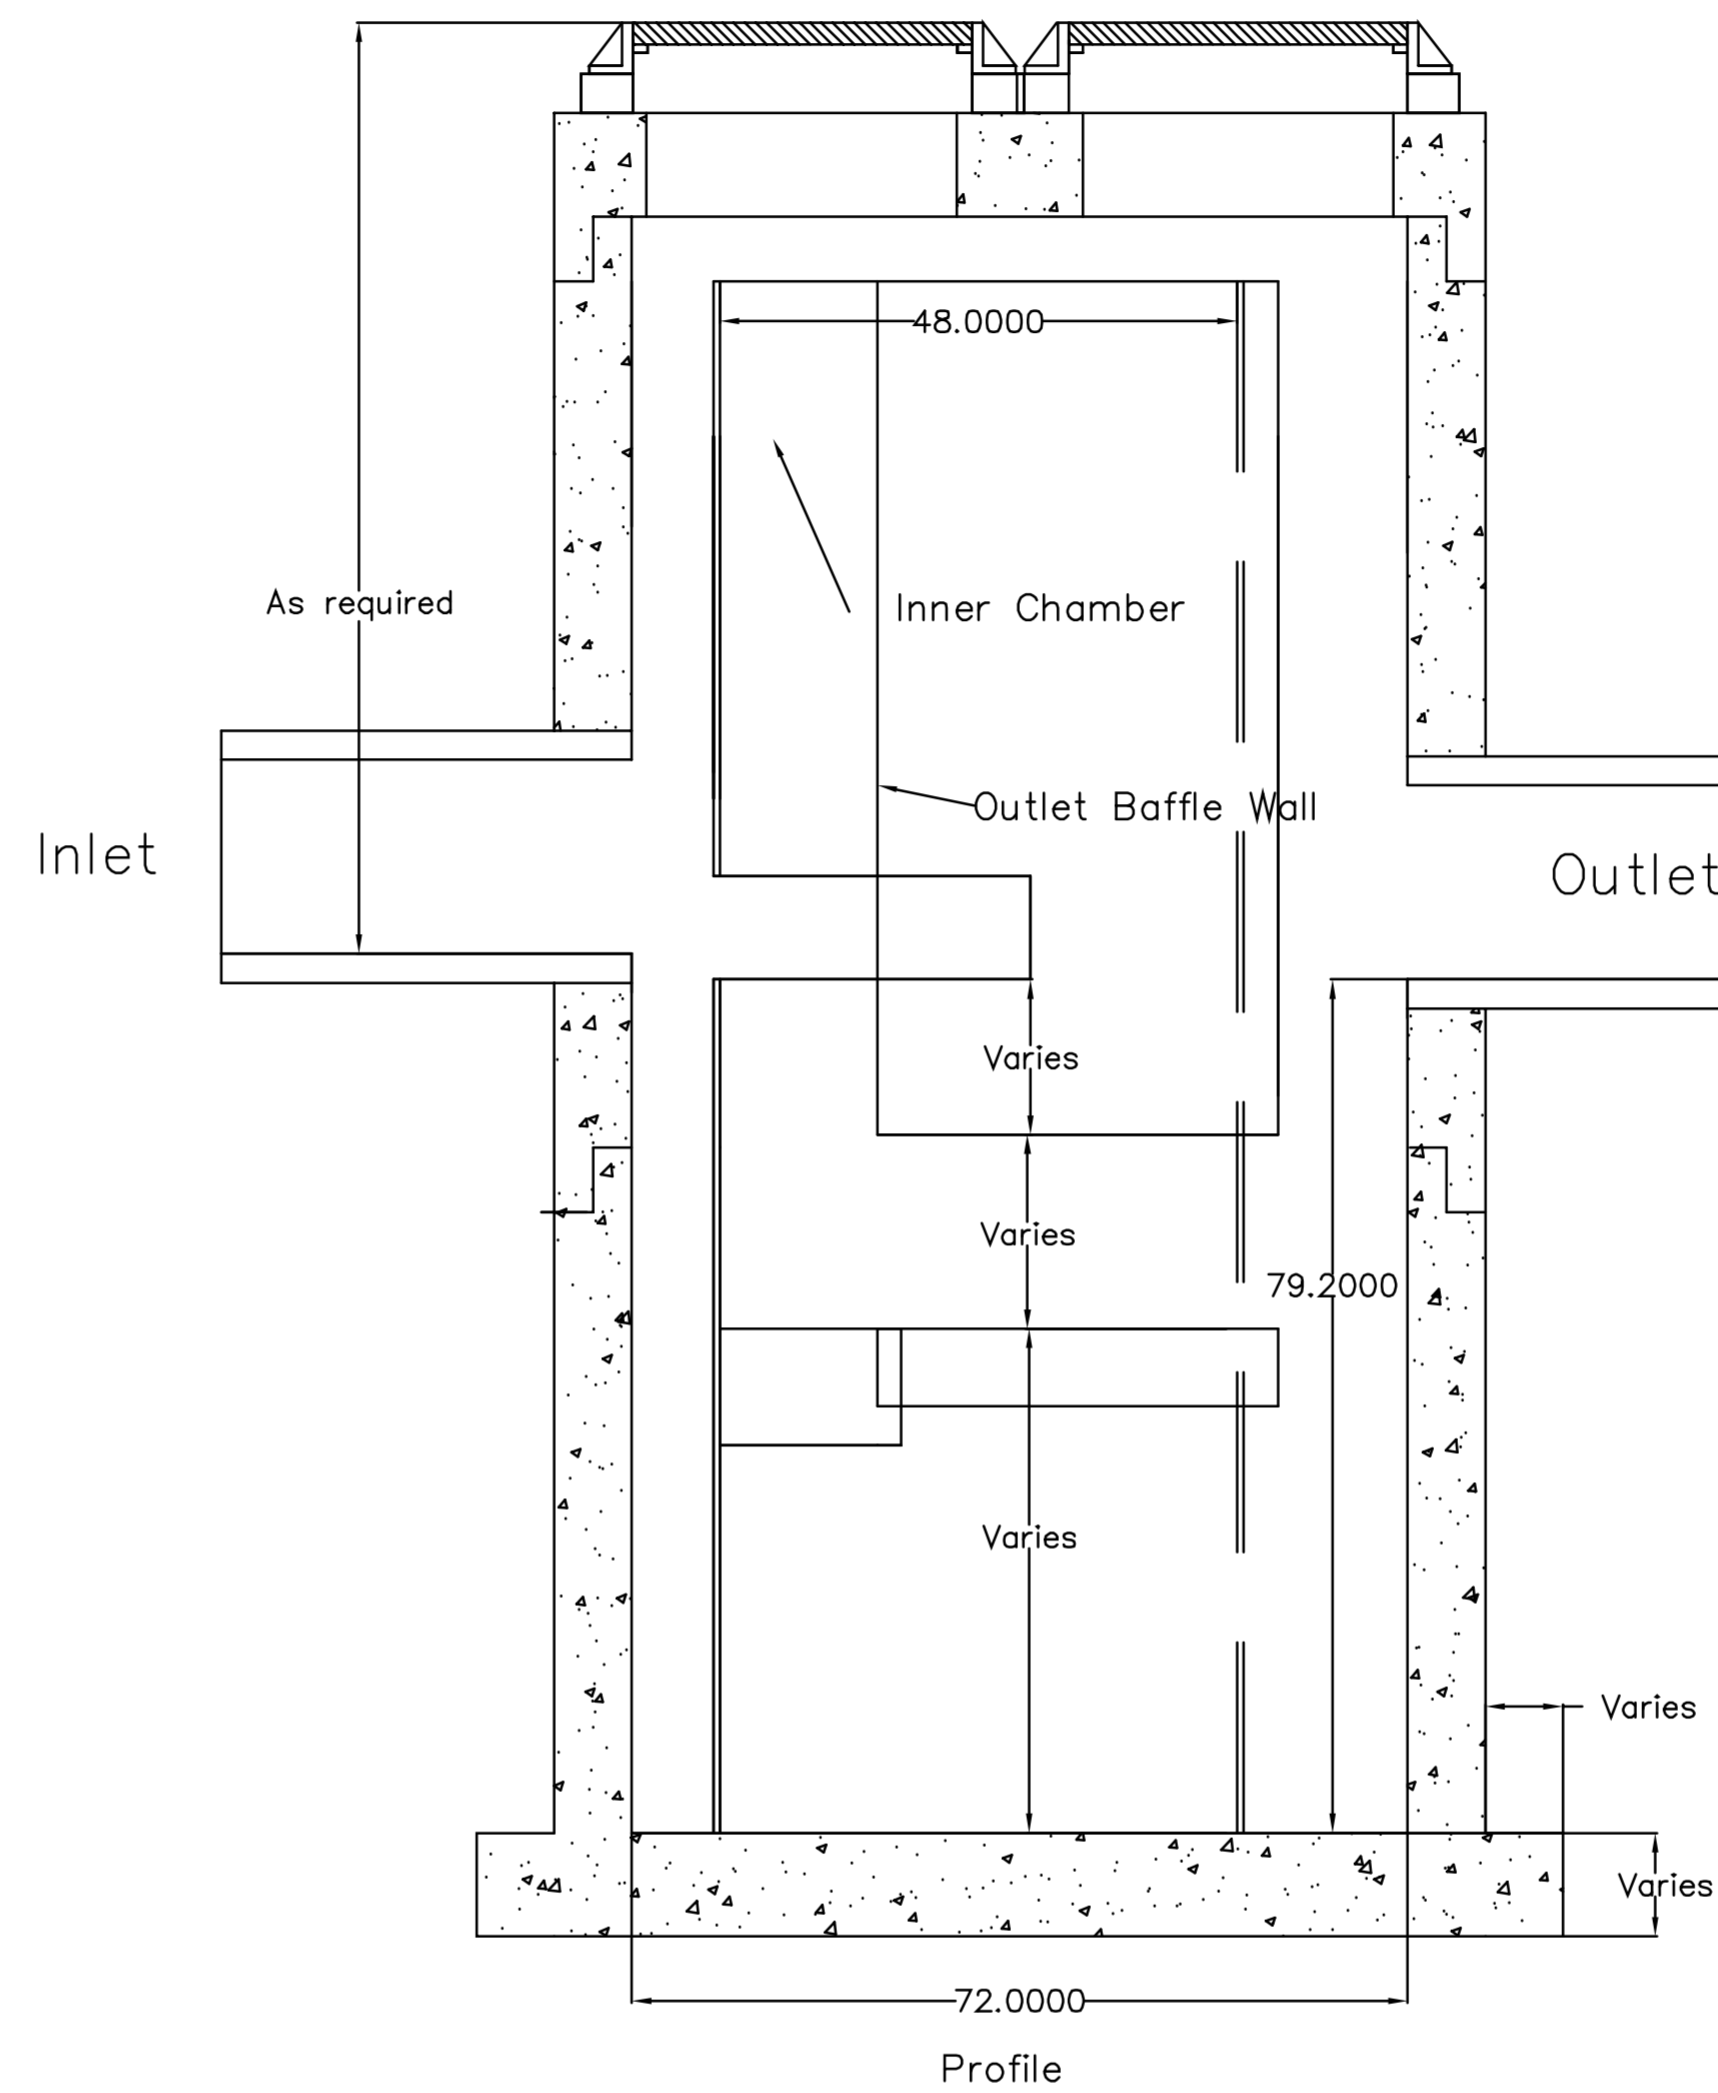 48.0000
As required
Inner Chamber
Outlet Baffle Wall
Inlet
Outlet
Varies
Varies
79.2000
Varies
Varies
Varies
72.0000
Profile